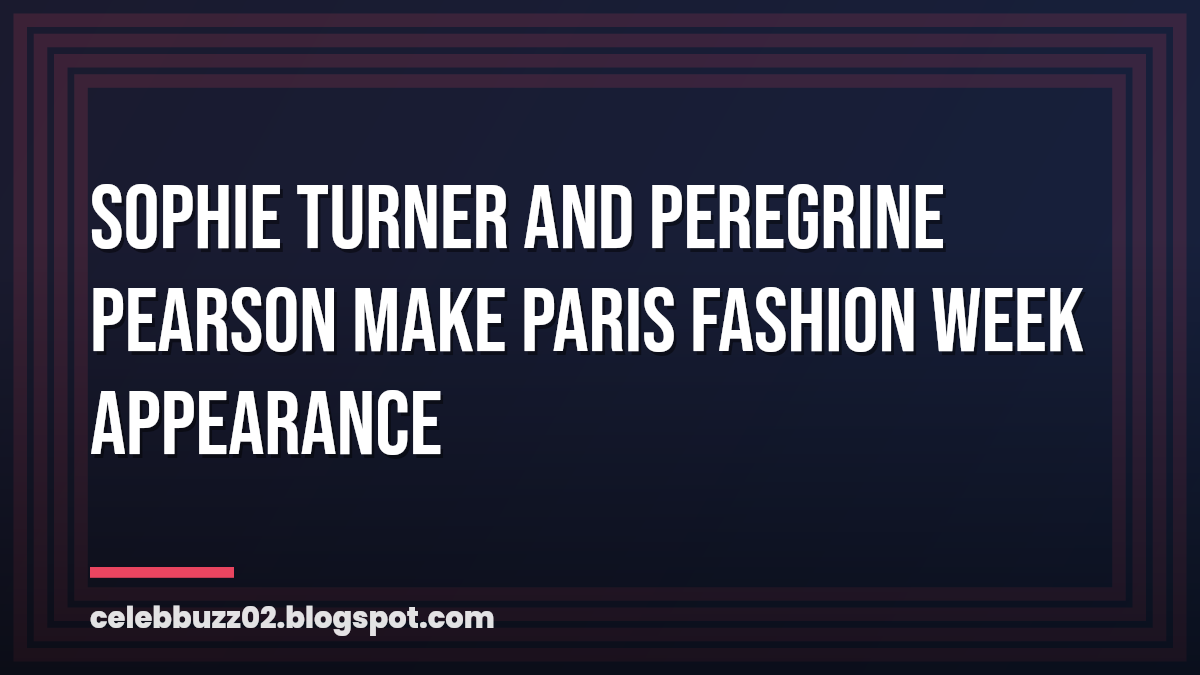 SOPHIE TURNER AND PEREGRINE
PEARSON MAKE PARIS FASHION WEEK
APPEARANCE
celebbuzz02.blogspot.com